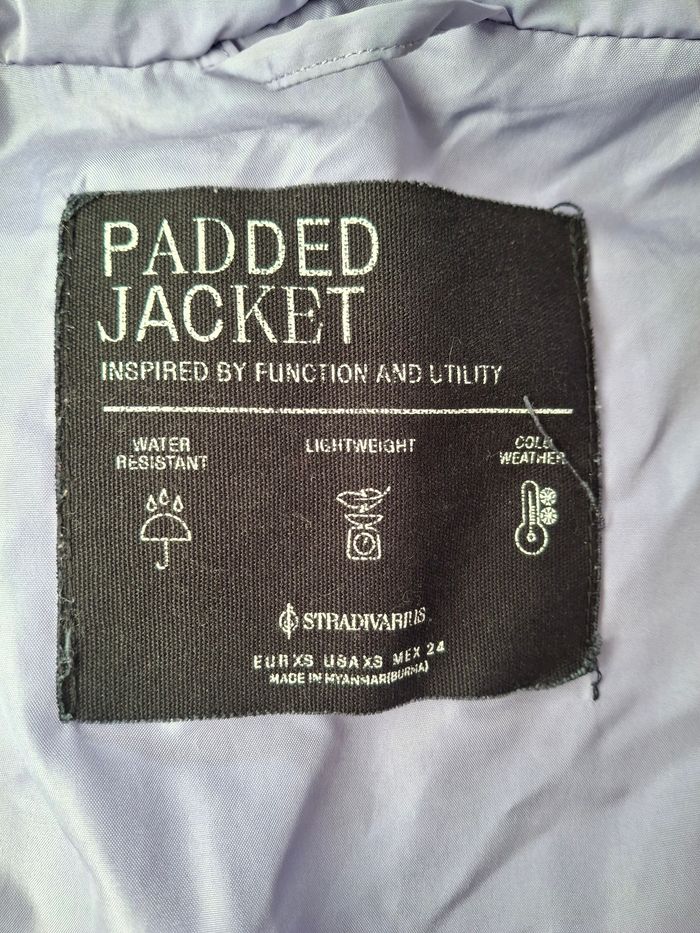 PADDED
JACKET
INSPIRED BY FUNCTION AND UTILITY
WATER
RESISTANT
LIGHTWEIGHT
COLD
WEATHER
STRADIVARIUS
EUR XS USA XS MEX 24
MADE IN MYANMAR(BURMA)